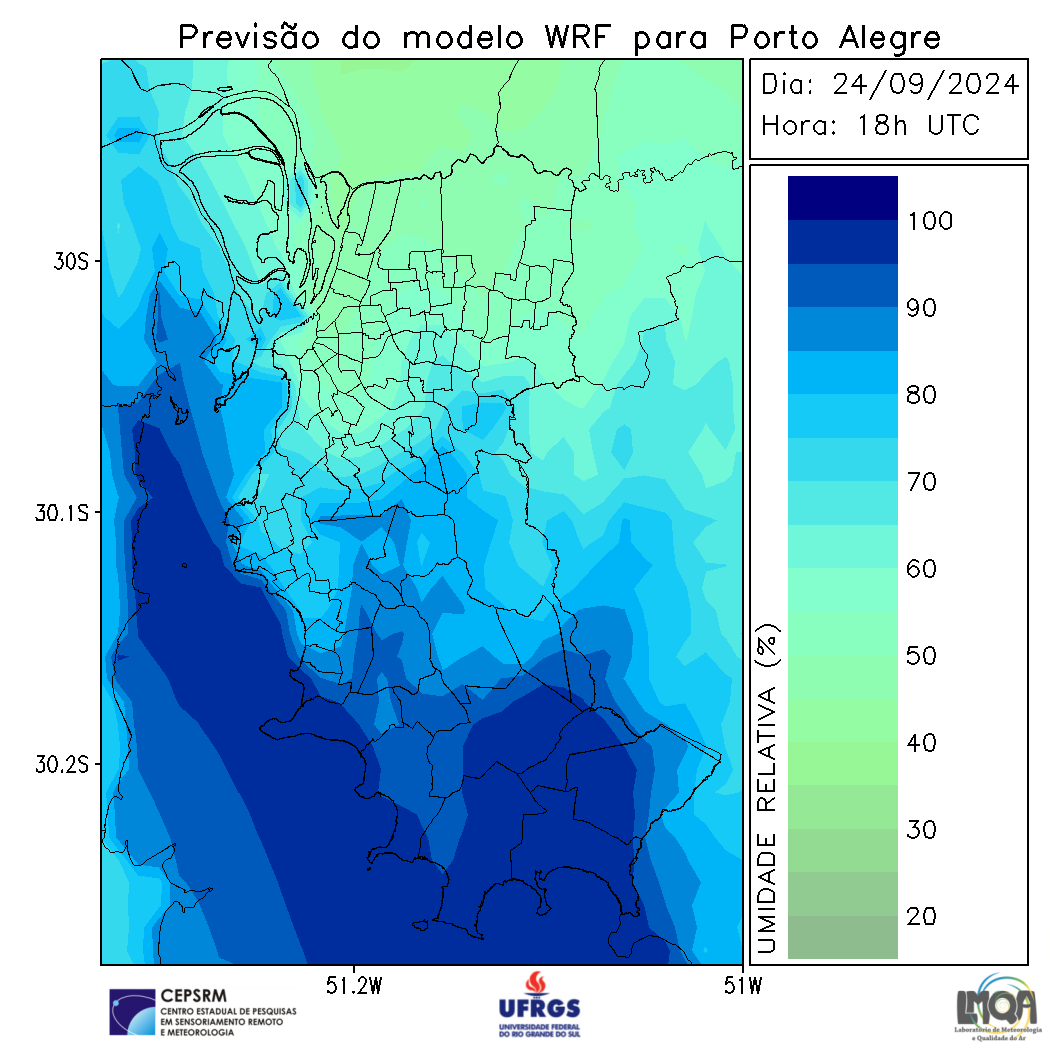 Previsão do modelo WRF para Porto Alegre
Dia: 24/09/2024
Hora: 18h UTC
30S
30.1S
30.2S
51.2W
51W
UMIDADE RELATIVA (%)
100
90
80
70
60
50
40
30
20
CEPSRM
CENTRO ESTADUAL DE PESQUISAS
EM SENSORIAMENTO REMOTO
E METEOROLOGIA
UFRGS
UNIVERSIDADE FEDERAL
DO RIO GRANDE DO SUL
LMQA
Laboratório de Meteorologia
e Qualidade do Ar